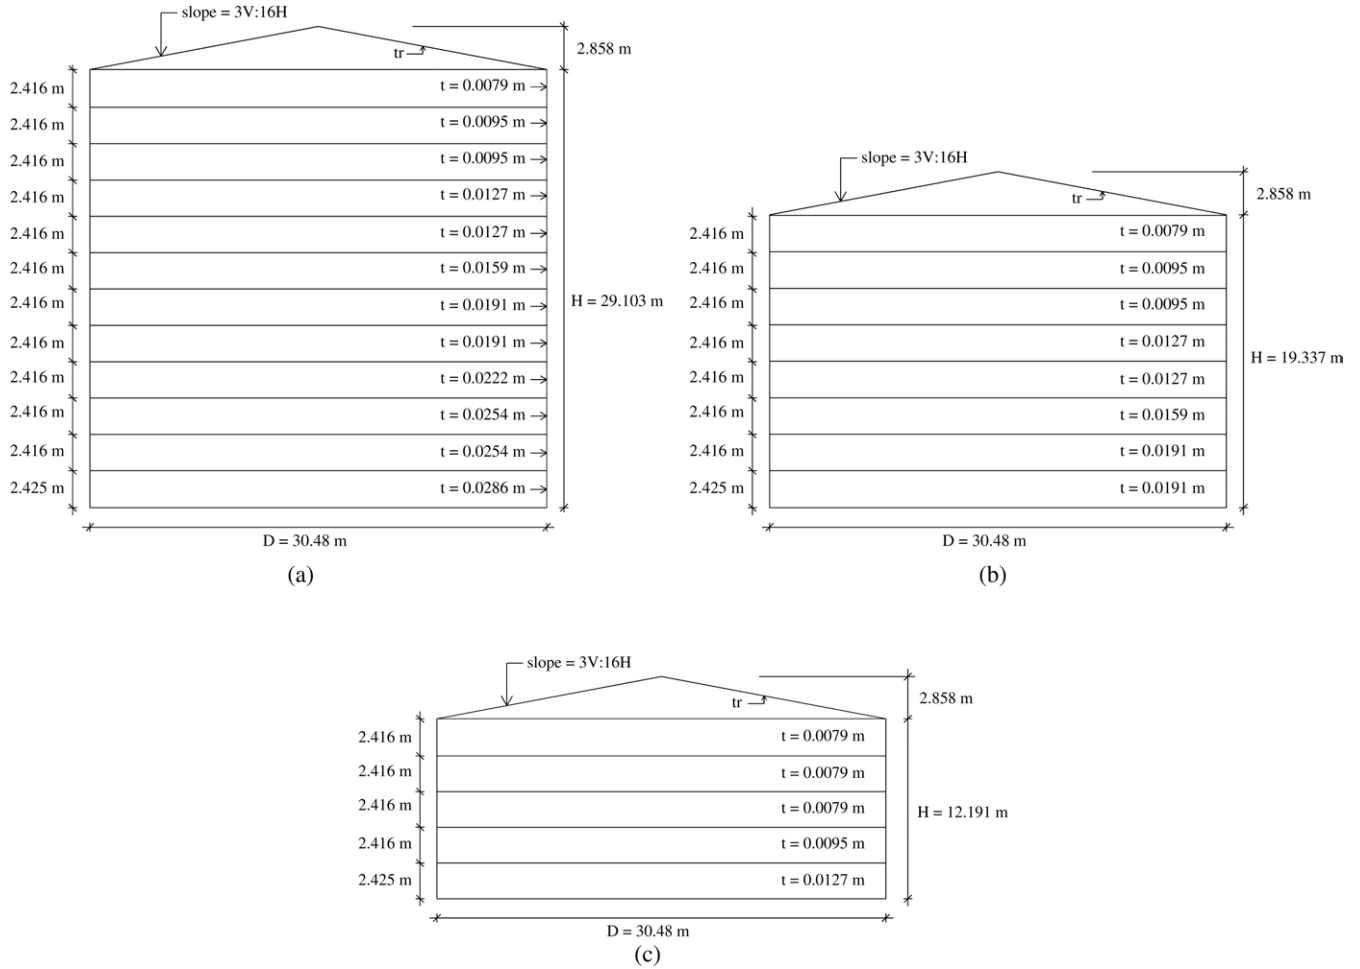 slope = 3V:16H
tr
2.858 m
2.416 m
t = 0.0079 m
2.416 m
t = 0.0095 m
2.416 m
t = 0.0095 m
2.416 m
t = 0.0127 m
2.416 m
t = 0.0127 m
2.416 m
t = 0.0159 m
2.416 m
t = 0.0191 m
H = 29.103 m
2.416 m
t = 0.0191 m
2.416 m
t = 0.0222 m
2.416 m
t = 0.0254 m
2.416 m
t = 0.0254 m
2.425 m
t = 0.0286 m
D = 30.48 m
(a)
slope = 3V:16H
tr
2.858 m
2.416 m
t = 0.0079 m
2.416 m
t = 0.0095 m
2.416 m
t = 0.0095 m
2.416 m
t = 0.0127 m
H = 19.337 m
2.416 m
t = 0.0127 m
2.416 m
t = 0.0159 m
2.416 m
t = 0.0191 m
2.425 m
t = 0.0191 m
D = 30.48 m
(b)
slope = 3V:16H
tr
2.858 m
2.416 m
t = 0.0079 m
2.416 m
t = 0.0079 m
2.416 m
t = 0.0079 m
H = 12.191 m
2.416 m
t = 0.0095 m
2.425 m
t = 0.0127 m
D = 30.48 m
(c)